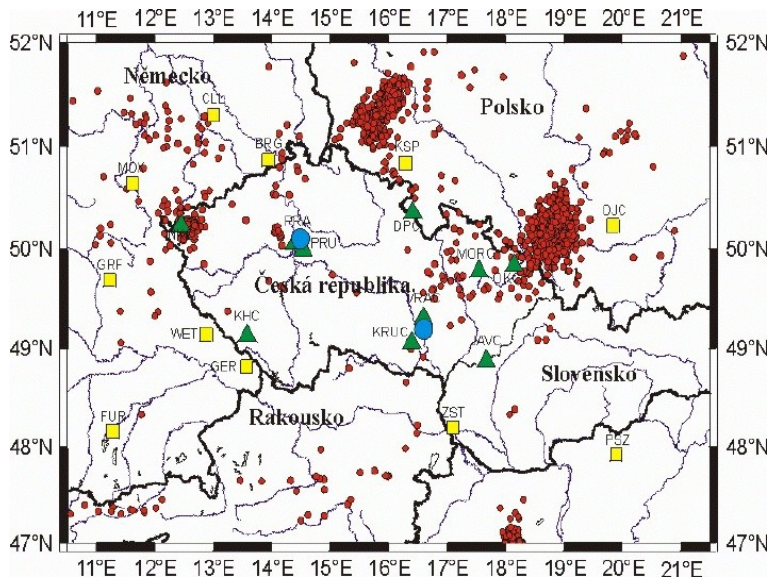 11°E 12°E 13°E 14°E 15°E 16°E 17°E 18°E 19°E 20°E 21°E
52°N 52°N
Německo
CLL
Polsko
51°N 51°N
BRG
KSP
MOX
OJC
DPC
PRA
PRU
50°N 50°N
MORC
GRF
Česká republika
VRAC
KHC
KRUC
WET
AVC
49°N 49°N
GER
Slovensko
Rakousko
FUR
ZST
48°N 48°N
PSZ
47°N 47°N
11°E 12°E 13°E 14°E 15°E 16°E 17°E 18°E 19°E 20°E 21°E